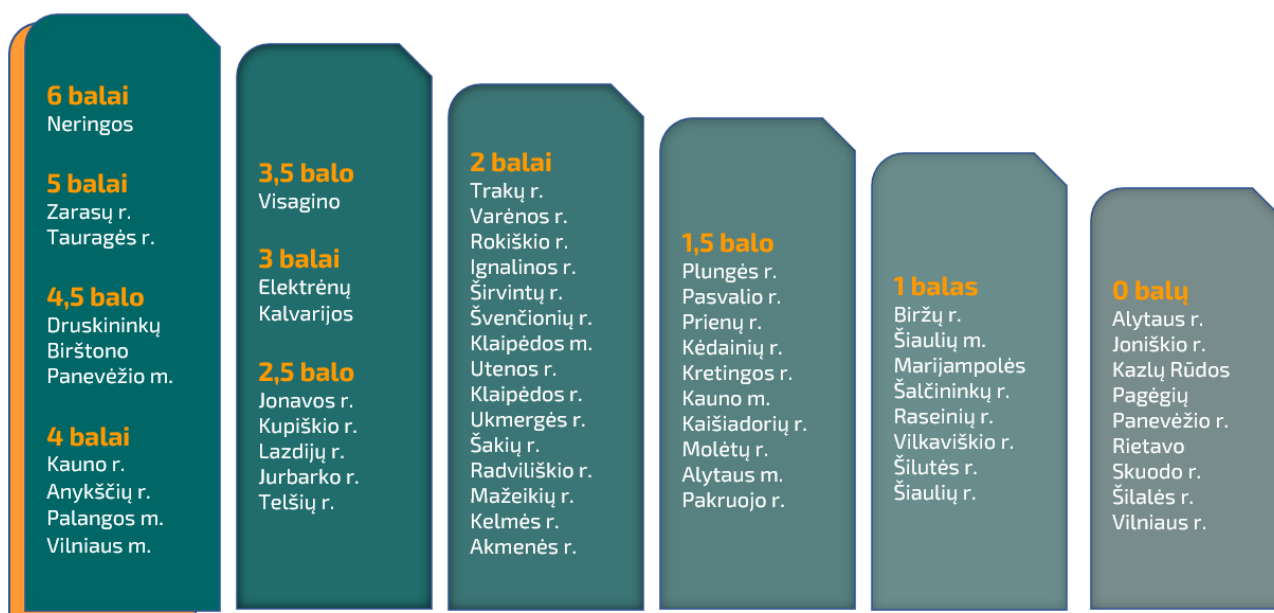 6 balai
Neringos
5 balai
Zarasų r.
Tauragės r.
4,5 balo
Druskininkų
Birštono
Panevėžio m.
4 balai
Kauno r.
Anykščių r.
Palangos m.
Vilniaus m.
3,5 balo
Visagino
3 balai
Elektrėnų
Kalvarijos
2,5 balo
Jonavos r.
Kupiškio r.
Lazdijų r.
Jurbarko r.
Telšių r.
2 balai
Trakų r.
Varėnos r.
Rokiškio r.
Ignalinos r.
Širvintų r.
Švenčionių r.
Klaipėdos m.
Utenos r.
Klaipėdos r.
Ukmergės r.
Šakių r.
Radviliškio r.
Mažeikių r.
Kelmės r.
Akmenės r.
1,5 balo
Plungės r.
Pasvalio r.
Prienų r.
Kėdainių r.
Kretingos r.
Kauno m.
Kaišiadorių r.
Molėtų r.
Alytaus m.
Pakruojo r.
1 balas
Biržų r.
Šiaulių m.
Marijampolės
Šalčininkų r.
Raseinių r.
Vilkaviškio r.
Šilutės r.
Šiaulių r.
0 balų
Alytaus r.
Joniškio r.
Kazlų Rūdos
Pagėgių
Panevėžio r.
Rietavo
Skuodo r.
Šilalės r.
Vilniaus r.